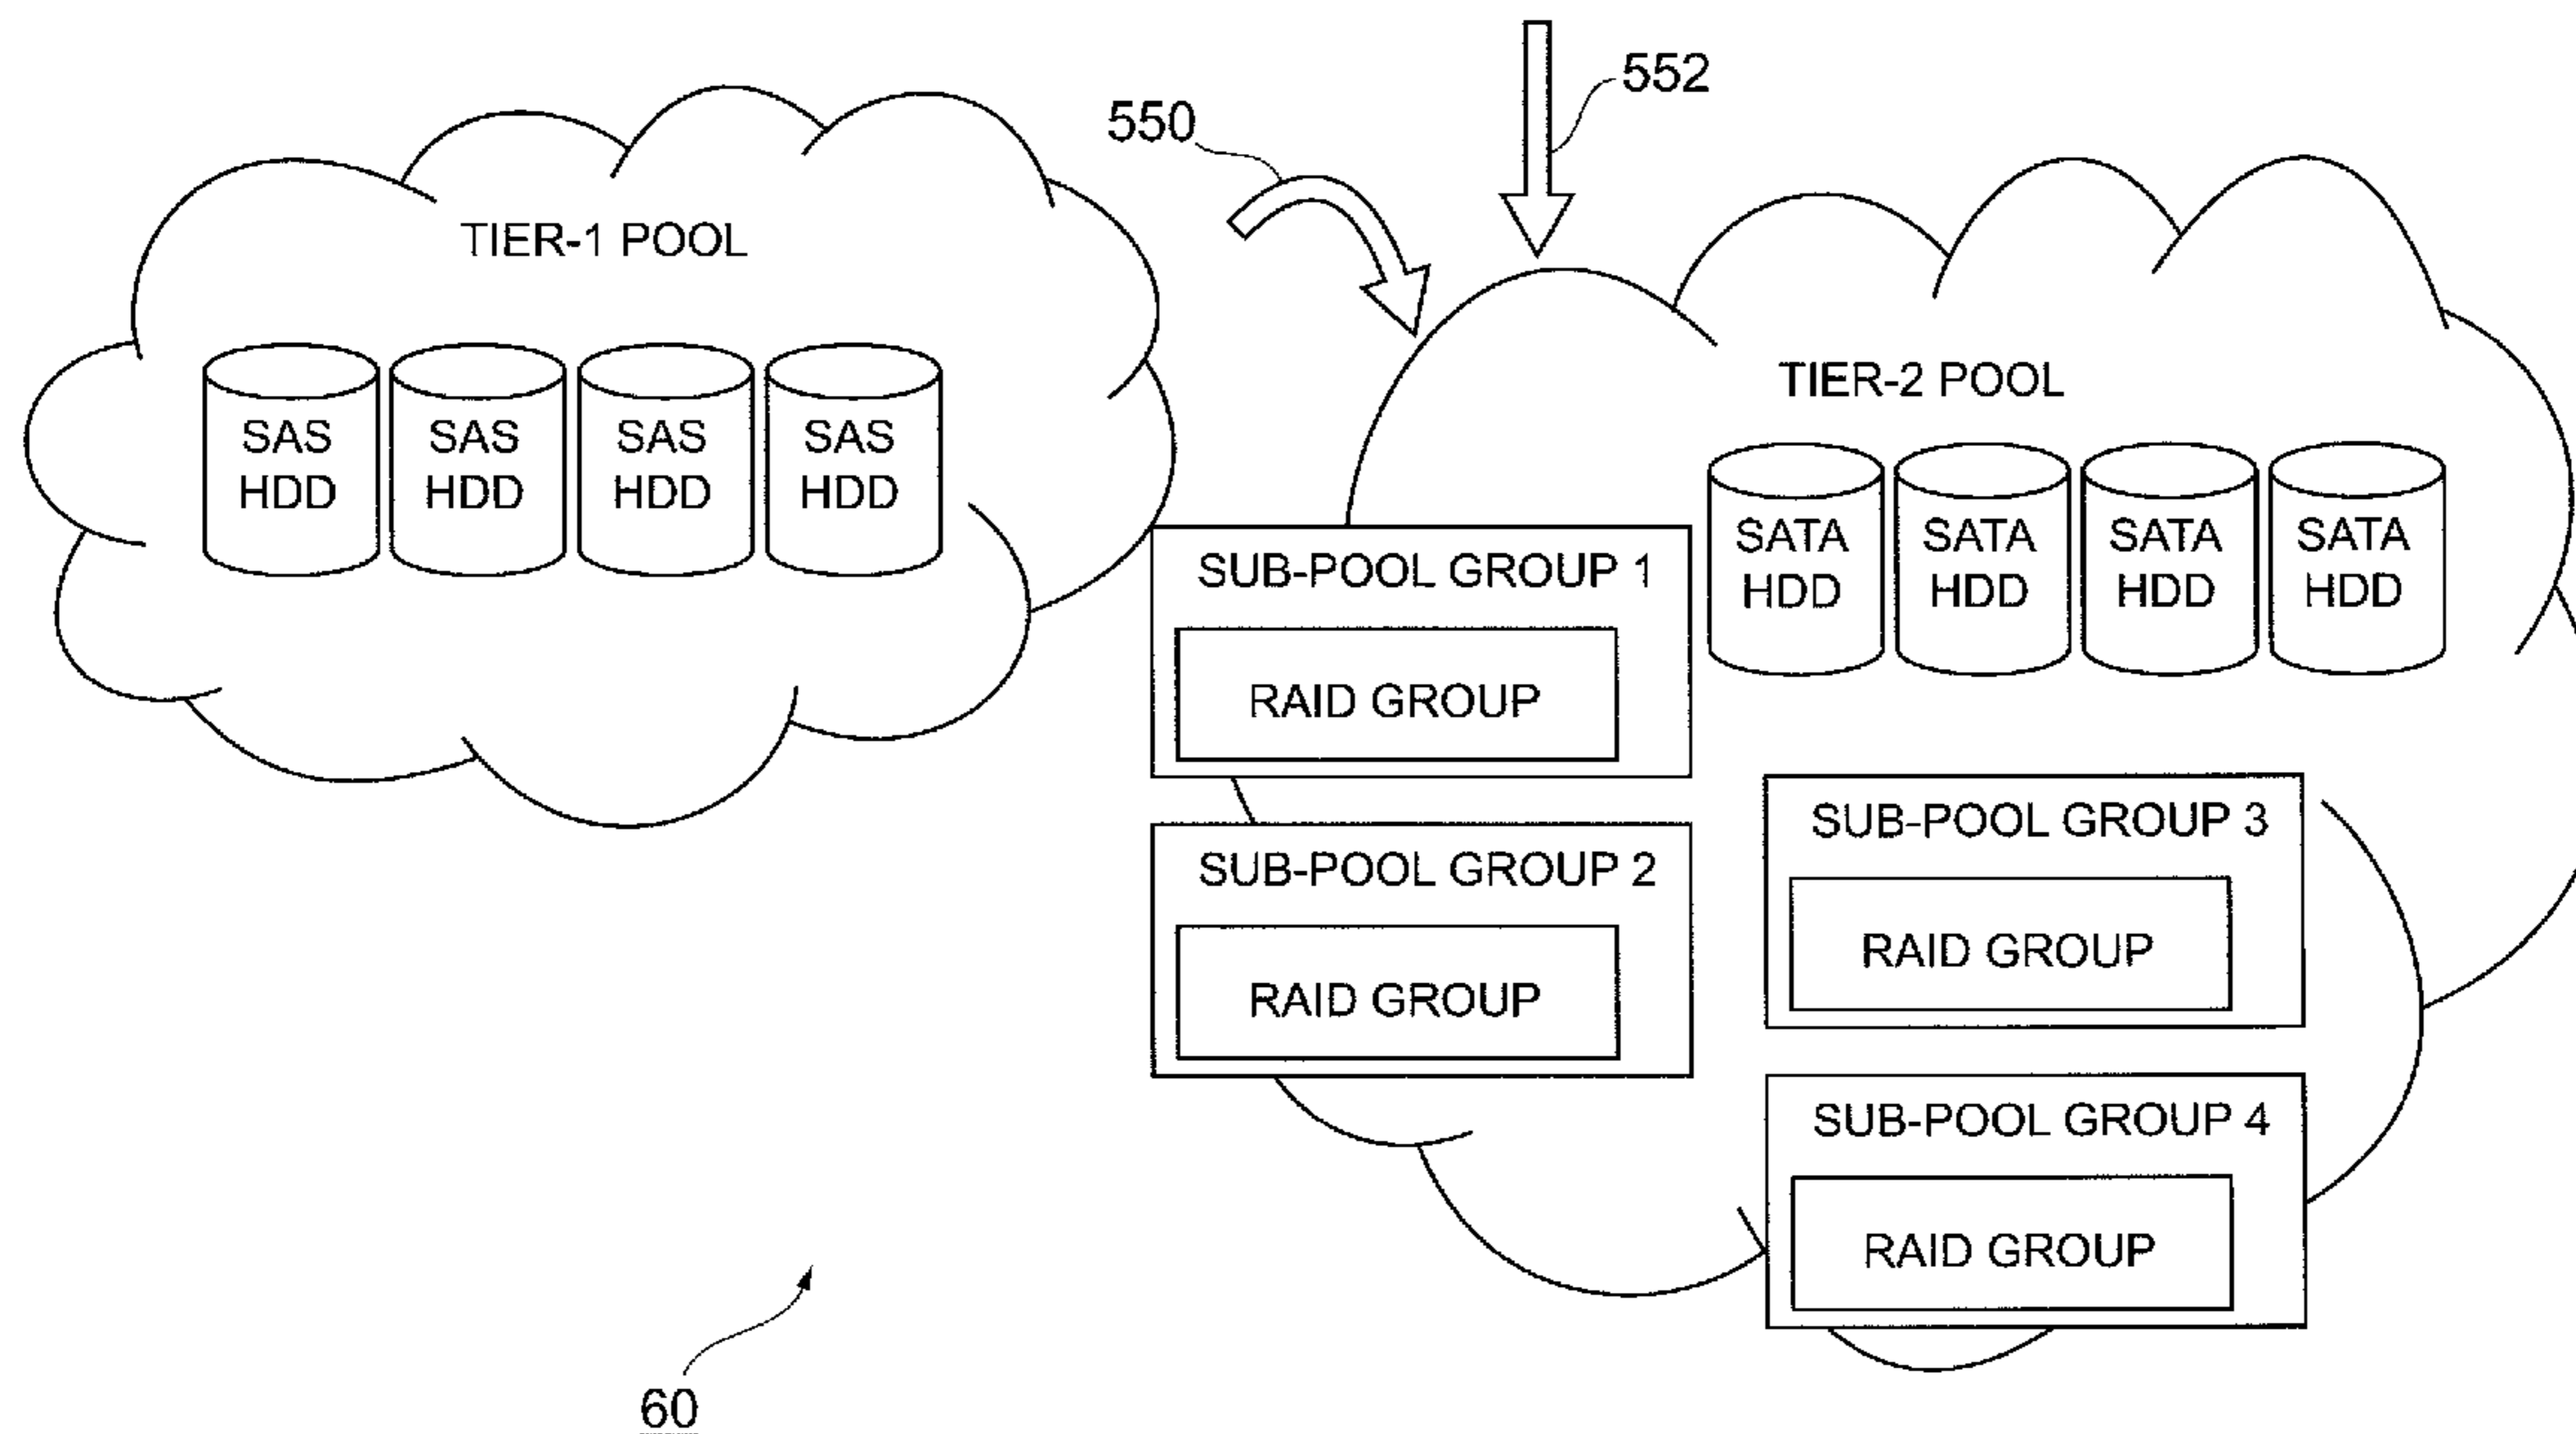 552
550
TIER-1 POOL
SAS
HDD
SAS
HDD
SAS
HDD
SAS
HDD
TIER-2 POOL
SATA
HDD
SATA
HDD
SATA
HDD
SATA
HDD
SUB-POOL GROUP 1
RAID GROUP
SUB-POOL GROUP 2
RAID GROUP
SUB-POOL GROUP 3
RAID GROUP
SUB-POOL GROUP 4
RAID GROUP
60